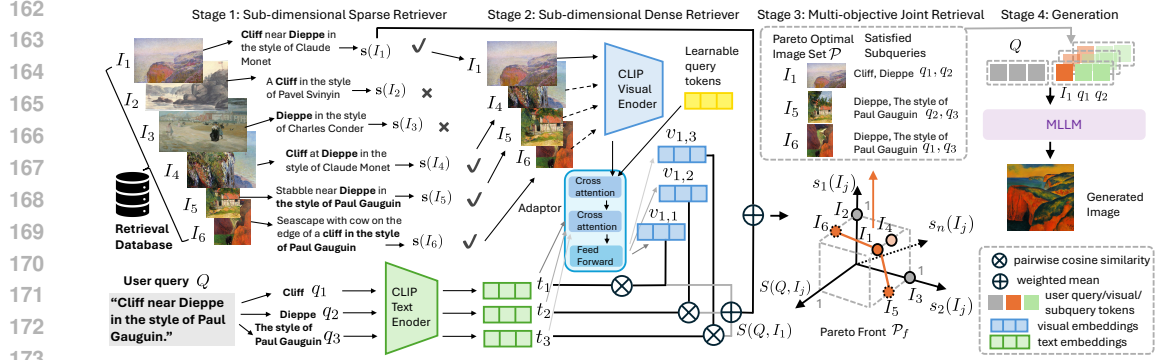 162
163
164
165
166
167
168
169
170
171
172
173
Stage 1: Sub-dimensional Sparse Retriever
I1
I2
I3
I4
I5
I6
Cliff near Dieppe in
the style of Claude
Monet
s(I1)
A Cliff in the style
of Pavel Svinyin
s(I2)
Dieppe in the style
of Charles Conder
s(I3)
Cliff at Dieppe in the
style of Claude Monet
s(I4)
Stabble near Dieppe in
the style of Paul Gauguin
s(I5)
Seascape with cow on the
edge of a cliff in the style
of Paul Gauguin
s(I6)
Retrieval
Database
User query Q
“Cliff near Dieppe
in the style of Paul
Gauguin.”
Cliff q1
Dieppe q2
The style of
Paul Gauguin q3
CLIP
Text
Enoder
t1
t2
t3
Stage 2: Sub-dimensional Dense Retriever
I1
I4
I5
I6
CLIP
Visual
Enoder
Learnable
query
tokens
Adaptor
Cross
attention
Cross
attention
Feed
Forward
v1,3
v1,2
v1,1
S(Q, I1)
Stage 3: Multi-objective Joint Retrieval
Pareto Optimal
Image Set P
Satisfied
Subqueries
I1
Cliff, Dieppe q1, q2
I5
Dieppe, The style of
Paul Gauguin q2, q3
I6
Dieppe, The style of
Paul Gauguin q1, q3
s1(Ij)
1
I2
I6
I4
I1
sn(Ij)
1
S(Q, Ij)
1
I3
s2(Ij)
I5
Pareto Front Pf
Stage 4: Generation
Q
I1 q1 q2
MLLM
Generated
Image
pairwise cosine similarity
weighted mean
user query/visual/
subquery tokens
visual embeddings
text embeddings